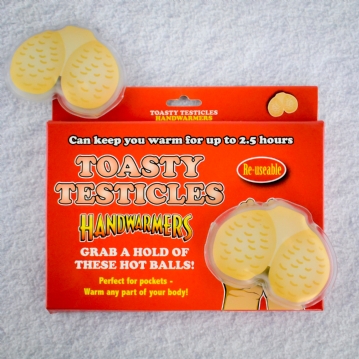 TOASTY TESTICLES
HANDWARMERS
Can keep you warm for up to 2.5 hours
TOASTY
TESTICLES
Re-useable
HANDWARMERS
GRAB A HOLD OF
THESE HOT BALLS!
Perfect for pockets -
Warm any part of your body!